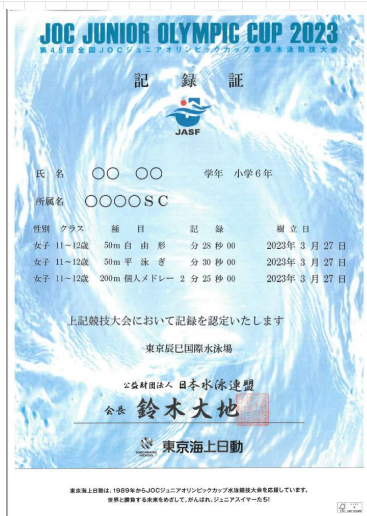 JOC JUNIOR OLYMPIC CUP 2023
第45回全国JOCジュニアオリンピックカップ春季水泳競技大会
記 録 証
JASF
氏 名 〇〇 〇〇 学年 小学6年
所属名 〇〇〇〇SC
性別 クラス 種 目 記 録 樹 立 日
女子 11~12歳 50m 自 由 形 分 28 秒 00 2023年 3 月 27 日
女子 11~12歳 50m 平 泳 ぎ 分 30 秒 00 2023年 3 月 27 日
女子 11~12歳 200m 個人メドレー 2 分 25 秒 00 2023年 3 月 27 日
上記競技大会において記録を認定いたします
東京辰巳国際水泳場
公益財団法人 日本水泳連盟
会長 鈴木大地
東京海上日動
東京海上日動は、1989年からJOCジュニアオリンピックカップ水泳競技大会を応援しています。
世界と勝負する未来をめざして、がんばれ、ジュニアスイマーたち!